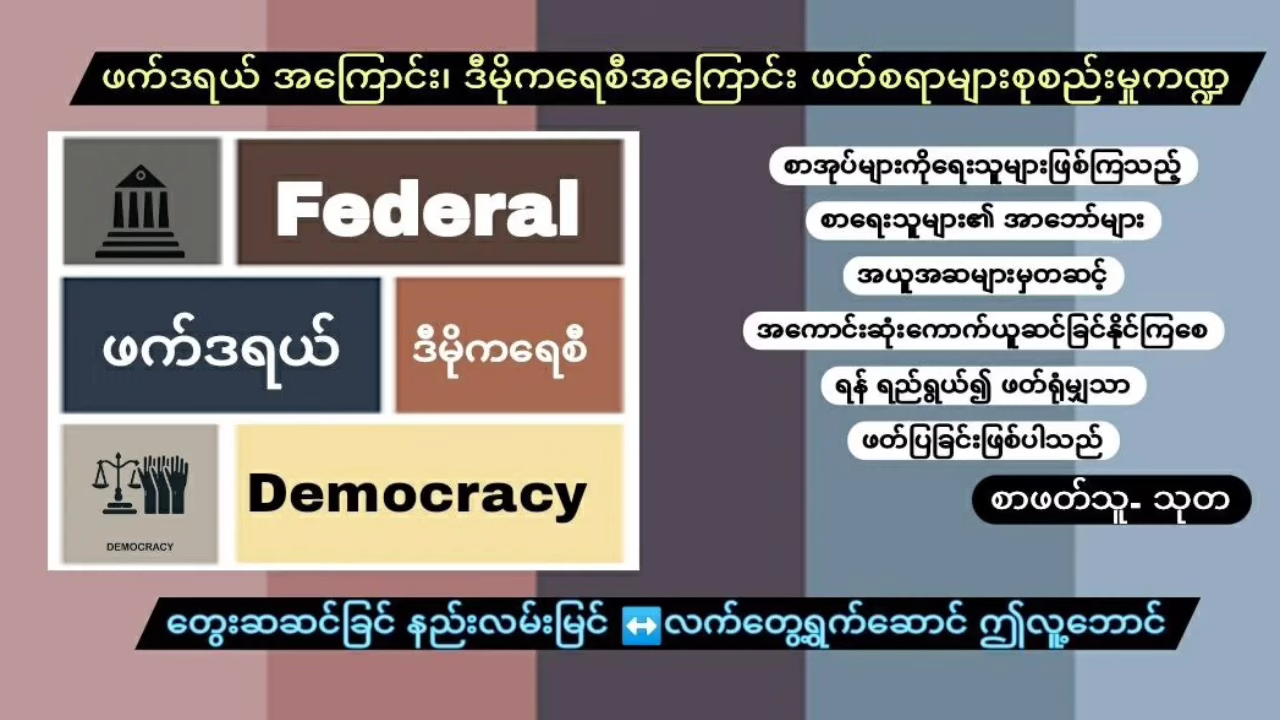 ဖက်ဒရယ် အကြောင်း၊ ဒီမိုကရေစီအကြောင်း ဖတ်စရာများစုစည်းမှုကဏ္ဍ
Federal
ဖက်ဒရယ်
ဒီမိုကရေစီ
Democracy
DEMOCRACY
စာအုပ်များကိုရေးသူများဖြစ်ကြသည့်
စာရေးသူများ၏ အာဘော်များ
အယူအဆများမှတဆင့်
အကောင်းဆုံးကောက်ယူဆင်ခြင်နိုင်ကြစေ
ရန် ရည်ရွယ်၍ ဖတ်ရုံမျှသာ
ဖတ်ပြခြင်းဖြစ်ပါသည်
စာဖတ်သူ- သုတ
တွေးဆဆင်ခြင် နည်းလမ်းမြင် ↔️လက်တွေ့ရွှက်ဆောင် ဤလူ့ဘောင်